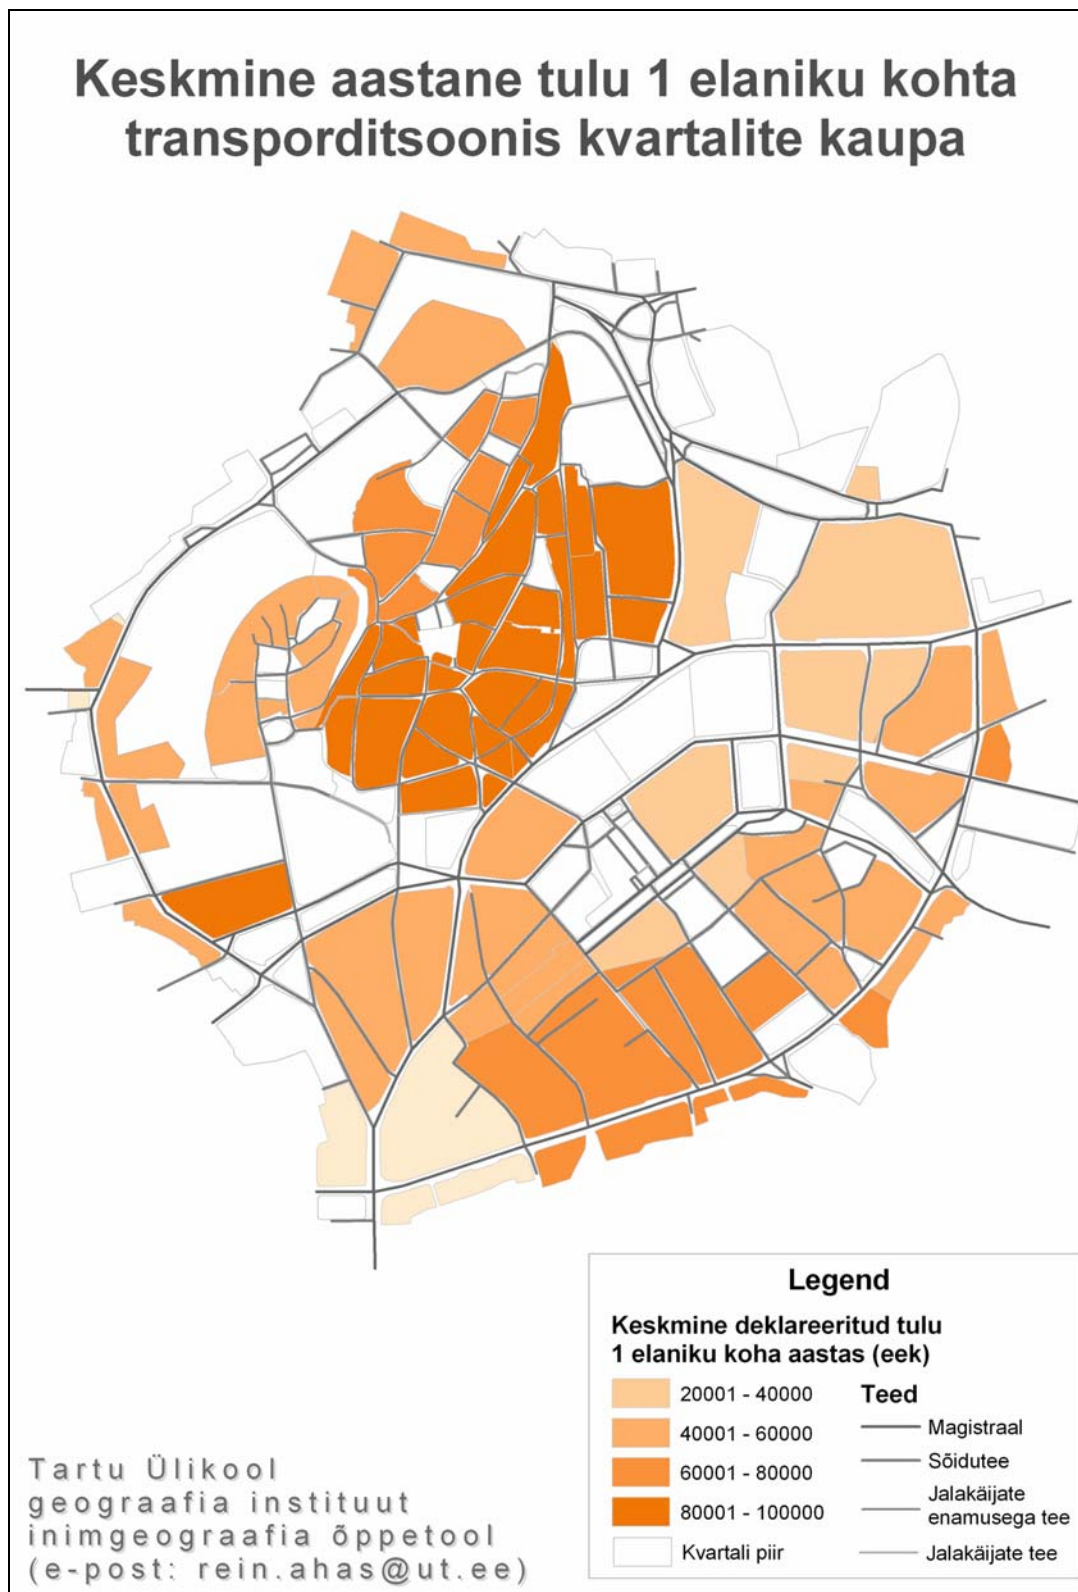 Keskmine aastane tulu 1 elaniku kohta
transporditsoonis kvartalite kaupa
Legend
Keskmine deklareeritud tulu
1 elaniku koha aastas (eek)
20001 - 40000
40001 - 60000
60001 - 80000
80001 - 100000
Kvartali piir
Teed
Magistraal
Sõidutee
Jalakäijate
enamusega tee
Jalakäijate tee
Tartu Ülikool
geograafia instituut
inimgeograafia õppetool
(e-post: rein.ahas@ut.ee)